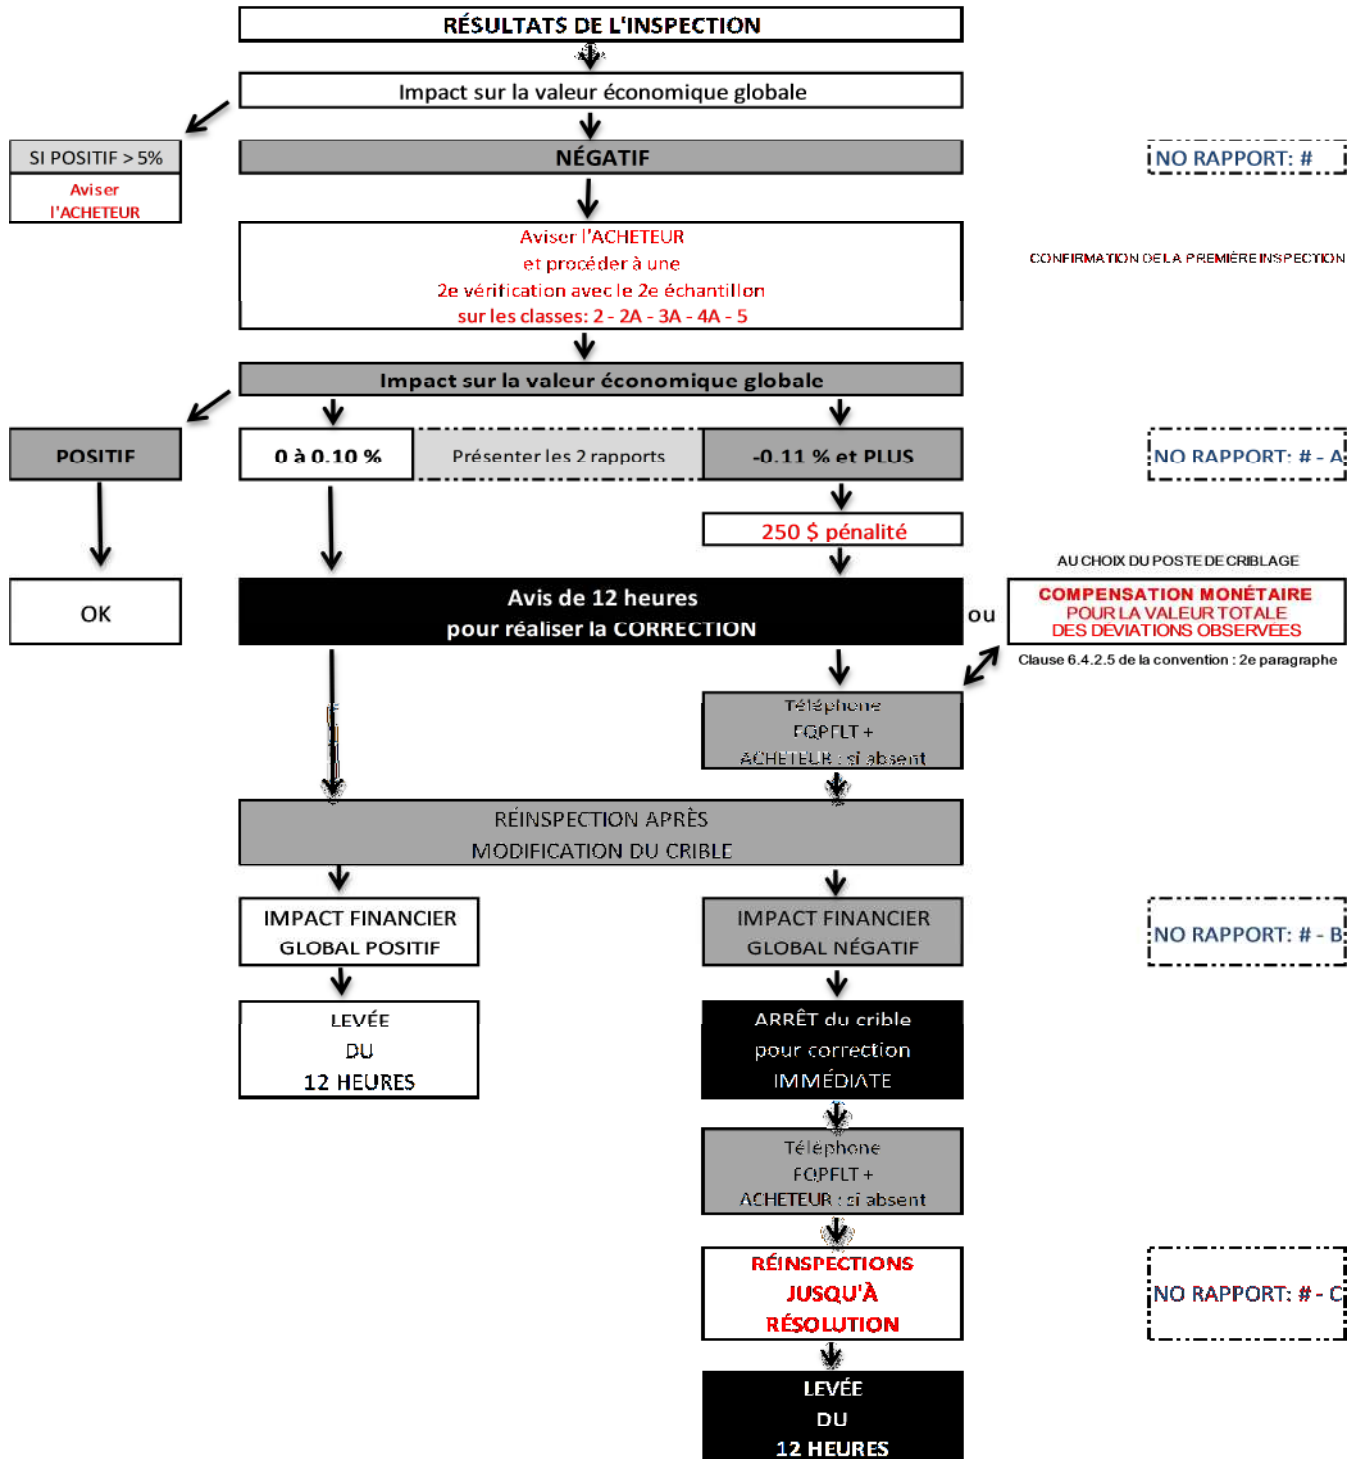 RÉSULTATS DE L'INSPECTION
Impact sur la valeur économique globale
SI POSITIF > 5%
Aviser
l'ACHETEUR
NÉGATIF
NO RAPPORT: #
Aviser l'ACHETEUR
et procéder à une
2e vérification avec le 2e échantillon
sur les classes: 2 - 2A - 3A - 4A - 5
CONFIRMATION DE LA PREMIÈRE INSPECTION
Impact sur la valeur économique globale
POSITIF
0 à 0.10 %
Présenter les 2 rapports
-0.11 % et PLUS
NO RAPPORT: # - A
250 $ pénalité
OK
Avis de 12 heures
pour réaliser la CORRECTION
ou
AU CHOIX DU POSTE DE CRIBLAGE
COMPENSATION MONÉTAIRE
POUR LA VALEUR TOTALE
DES DÉVIATIONS OBSERVÉES
Clause 6.4.2.5 de la convention : 2e paragraphe
Téléphone
FQPFLT +
ACHETEUR : si absent
RÉINSPECTION APRÈS
MODIFICATION DU CRIBLE
IMPACT FINANCIER
GLOBAL POSITIF
IMPACT FINANCIER
GLOBAL NÉGATIF
NO RAPPORT: # - B
LEVÉE
DU
12 HEURES
ARRÊT du crible
pour correction
IMMÉDIATE
Téléphone
FQPFLT +
ACHETEUR : si absent
RÉINSPECTIONS
JUSQU'À
RÉSOLUTION
NO RAPPORT: # - C
LEVÉE
DU
12 HEURES